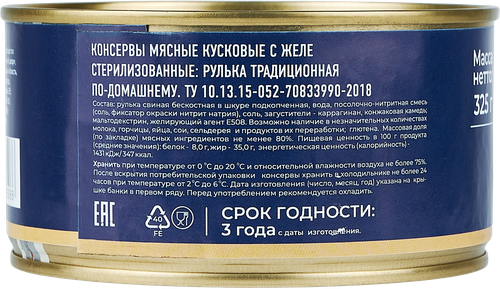 КОНСЕРВЫ МЯСНЫЕ КУСКОВЫЕ С ЖЕЛЕ
СТЕРИЛИЗОВАННЫЕ: РУЛЬКА ТРАДИЦИОННАЯ
ПО-ДОМАШНЕМУ. ТУ 10.13.15-052-70833990-2018
Состав: рулька свиная бескостная в шкуре подкопченная, вода, посолочно-нитритная смесь
(соль, фиксатор окраски нитрит натрия), соль, загустители - каррагинан, конжаковая камедь,
мальтодекстрин, желирующий агент Е508. Возможно наличие в незначительных количествах
молока, горчицы, яйца, сои, сельдерея и продуктов их переработки, глютена. Массовая доля
(по закладке) мясных ингредиентов не менее 80%. Пищевая ценность в 100 г продукта
(средние значения): белок - 8,0 г, жир - 35,0 г, энергетическая ценность (калорийность) -
1431 кДж/347 ккал.
Хранить при температуре от 0 °С до 20 °С и относительной влажности воздуха не более 75%.
После вскрытия потребительской упаковки консервы хранить в холодильнике не более 24
часов при температуре от 2°С до 6°С. Дата изготовления (число, месяц, год) указана на кры-
шке банки в первом ряду. Перед употреблением рекомендуется охладить.
ЕАС
40
FE
СРОК ГОДНОСТИ:
3 года с даты изготовления.
Масса
нетто
325